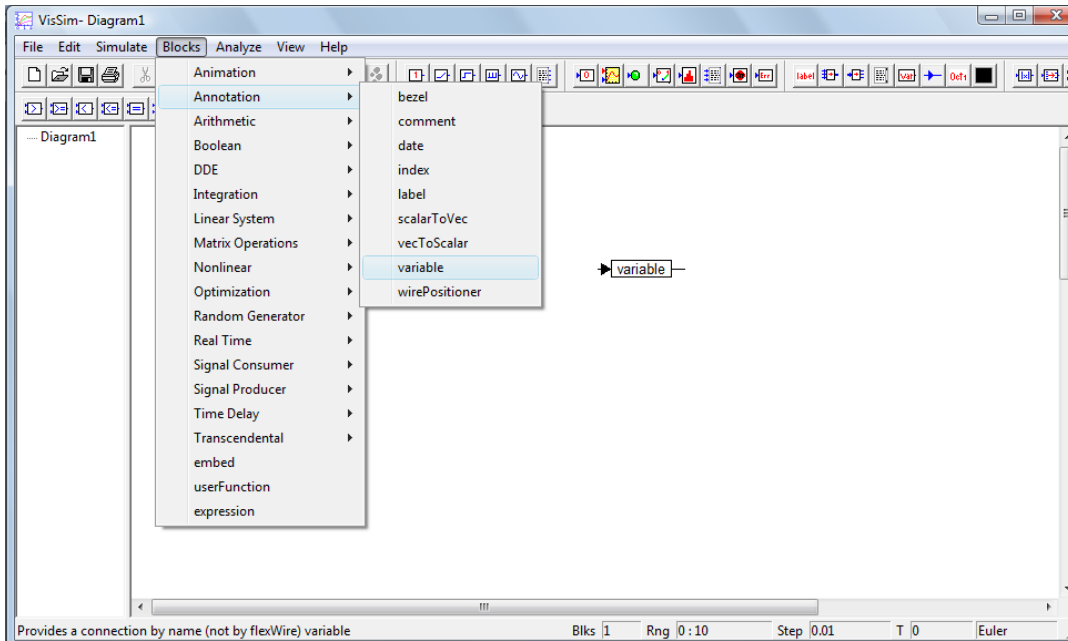 VisSim- Diagram1
File Edit Simulate Blocks Analyze View Help
label var
Diagram1
Animation
Annotation
Arithmetic
Boolean
DDE
Integration
Linear System
Matrix Operations
Nonlinear
Optimization
Random Generator
Real Time
Signal Consumer
Signal Producer
Time Delay
Transcendental
embed
userFunction
expression
bezel
comment
date
index
label
scalarToVec
vecToScalar
variable
wirePositioner
variable
Provides a connection by name (not by flexWire) variable Blks 1 Rng 0 : 10 Step 0.01 T 0 Euler